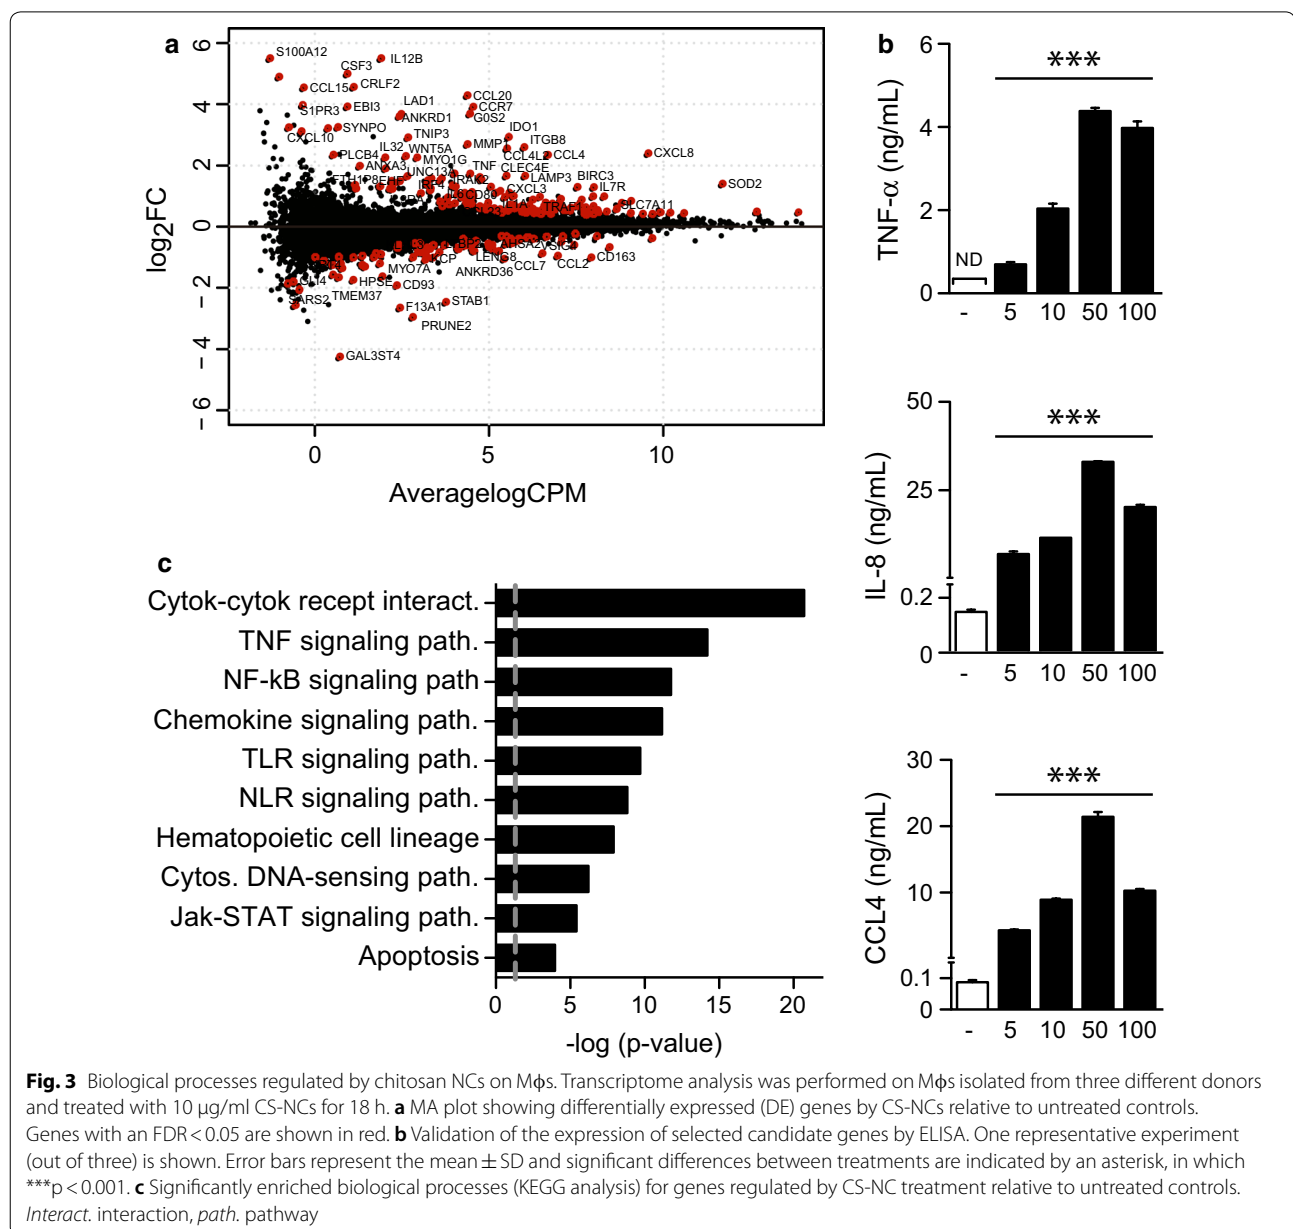 a
6
4
2
0
− 2
− 4
− 6
log2FC
S100A12
IL12B
CSF3
CCL15
CRLF2
S1PR3
EBI3
LAD1
CCL20
ANKRD1
CCR7
G0S2
CXCL10
SYNPO
TNIP3
IDO1
MMP1
ITGB8
PLCB4
IL32
WNT5A
CCL4L2
CCL4
CXCL8
ANXA3
MYO1G
TNF
CLEC4E
UNC13A
IRAK2
LAMP3
BIRC3
SOD2
FTH1P8
EHF
IRF4
IL6
CD80
CXCL3
IL7R
IL1A
TRAF1
SLC7A11
AHSA2
VSIG4
LENG8
CD163
MYO7A
ANKRD36
CCL7
CCL2
HPSE
CD93
SARS2
TMEM37
F13A1
STAB1
PRUNE2
GAL3ST4
0 5 10
AveragelogCPM
b
TNF-α (ng/mL)
6
4
2
0
***
ND
- 5 10 50 100
IL-8 (ng/mL)
50
25
0.2
0
***
- 5 10 50 100
CCL4 (ng/mL)
30
20
10
0.1
0
***
- 5 10 50 100
c
Cytok-cytok recept interact.
TNF signaling path.
NF-kB signaling path
Chemokine signaling path.
TLR signaling path.
NLR signaling path.
Hematopoietic cell lineage
Cytos. DNA-sensing path.
Jak-STAT signaling path.
Apoptosis
0 5 10 15 20
-log (p-value)
Fig. 3 Biological processes regulated by chitosan NCs on Mϕs. Transcriptome analysis was performed on Mϕs isolated from three different donors
and treated with 10 µg/ml CS-NCs for 18 h. a MA plot showing differentially expressed (DE) genes by CS-NCs relative to untreated controls.
Genes with an FDR < 0.05 are shown in red. b Validation of the expression of selected candidate genes by ELISA. One representative experiment
(out of three) is shown. Error bars represent the mean ± SD and significant differences between treatments are indicated by an asterisk, in which
***p < 0.001. c Significantly enriched biological processes (KEGG analysis) for genes regulated by CS-NC treatment relative to untreated controls.
Interact. interaction, path. pathway